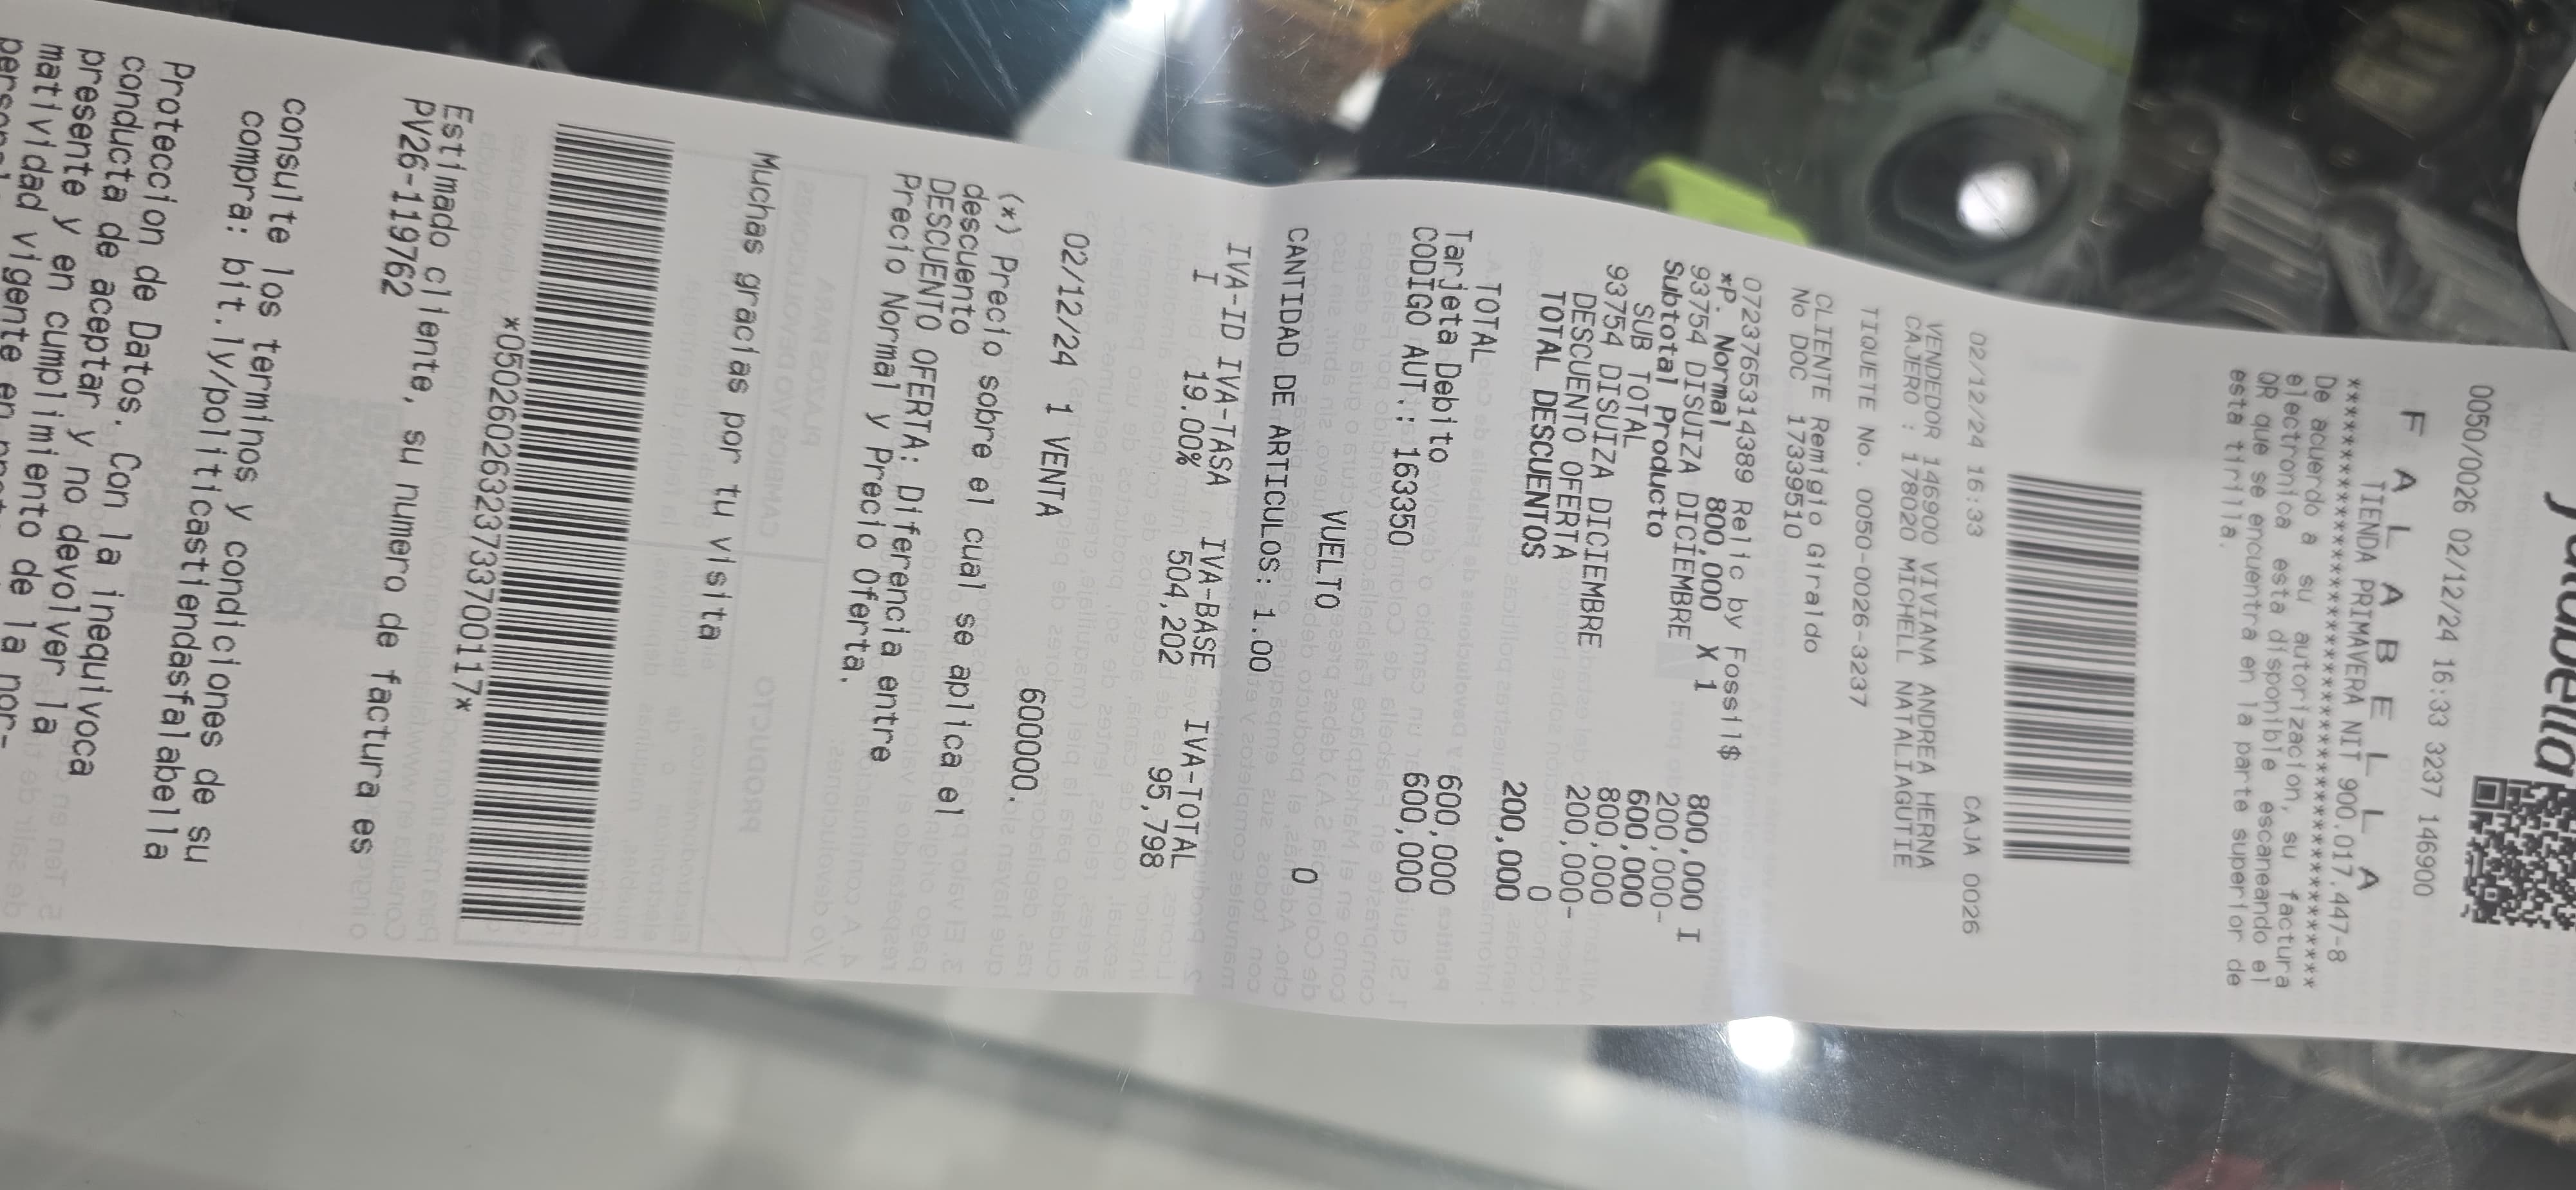 falabella
0050/0026 02/12/24 16:33 3237 146900
F A L A B E L L A
TIENDA PRIMAVERA NIT 900.017.447-8
****************************************
De acuerdo a su autorizacion, su factura
electronica esta disponible escaneando el
QR que se encuentra en la parte superior de
esta tirilla.
02/12/24 16:33 CAJA 0026
VENDEDOR 146900 VIVIANA ANDREA HERNA
CAJERO : 178020 MICHELL NATALIAGUTIE
TIQUETE No. 0050-0026-3237
CLIENTE Remigio Giraldo
No DOC 17339510
0723765314389 Relic by Fossil$ 800,000 I
*P. Normal 800,000 X 1
93754 DISUIZA DICIEMBRE 200,000-
Subtotal Producto 600,000
SUB TOTAL 800,000
93754 DISUIZA DICIEMBRE 200,000-
DESCUENTO OFERTA 0
TOTAL DESCUENTOS 200,000
TOTAL 600,000
Tarjeta Debito 600,000
CODIGO AUT.: 163350
VUELTO 0
CANTIDAD DE ARTICULOS: 1.00
IVA-ID IVA-TASA IVA-BASE IVA-TOTAL
I 19.00% 504,202 95,798
02/12/24 1 VENTA 600000.
(*) Precio sobre el cual se aplica el
descuento
DESCUENTO OFERTA: Diferencia entre
Precio Normal y Precio Oferta.
Muchas gracias por tu visita
*05026026323733700117*
Estimado cliente, su numero de factura es
PV26-119762
consulte los terminos y condiciones de su
compra: bit.ly/politicastiendasfalabella
Proteccion de Datos. Con la inequivoca
conducta de aceptar y no devolver la
presente y en cumplimiento de la nor-
matividad vigente en